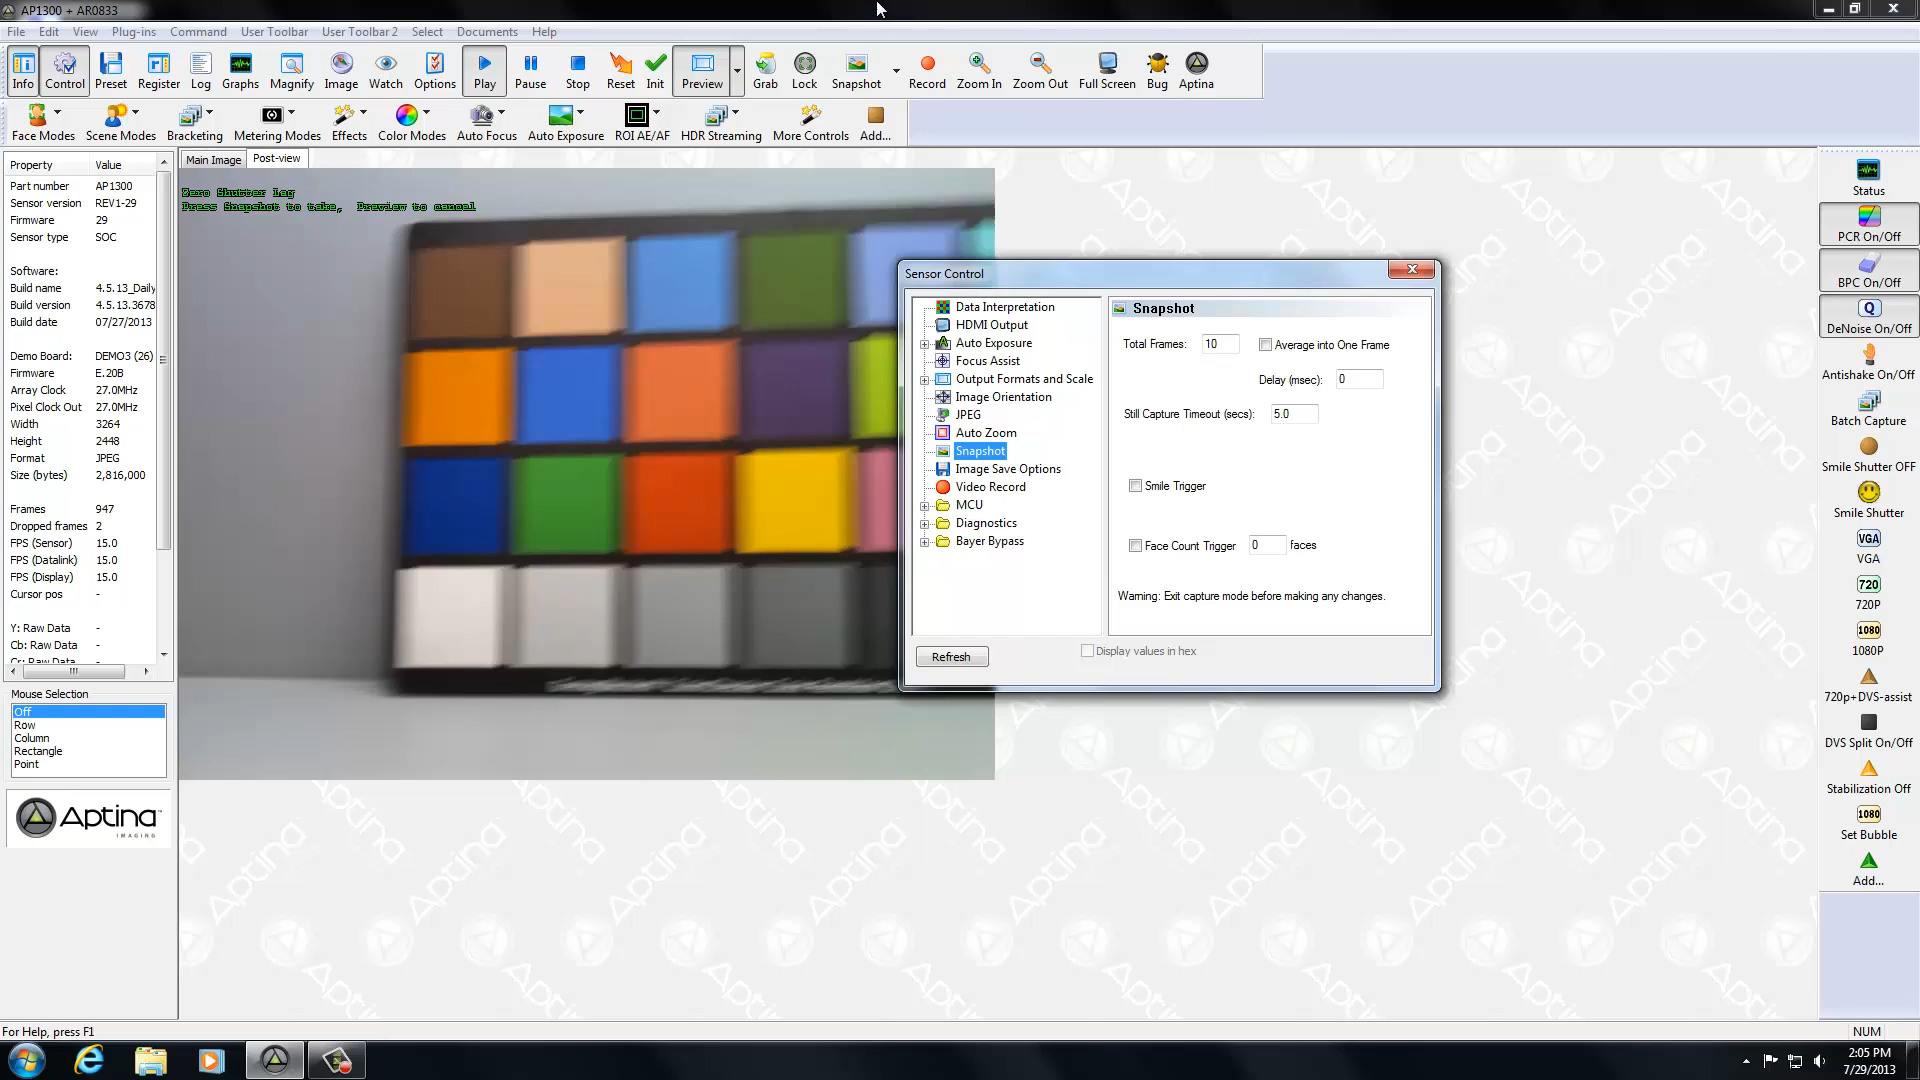 AP1300 + AR0833
File Edit View Plug-ins Command User Toolbar User Toolbar 2 Select Documents Help
Info Control Preset Register Log Graphs Magnify Image Watch Options Play Pause Stop Reset Init Preview Grab Lock Snapshot Record Zoom In Zoom Out Full Screen Bug Aptina
Face Modes Scene Modes Bracketing Metering Modes Effects Color Modes Auto Focus Auto Exposure ROI AE/AF HDR Streaming More Controls Add...
Property Value
Part number AP1300
Sensor version REV1-29
Firmware 29
Sensor type SOC
Software:
Build name 4.5.13_Daily
Build version 4.5.13.3678
Build date 07/27/2013
Demo Board: DEMO3 (26)
Firmware E.20B
Array Clock 27.0MHz
Pixel Clock Out 27.0MHz
Width 3264
Height 2448
Format JPEG
Size (bytes) 2,816,000
Frames 947
Dropped frames 2
FPS (Sensor) 15.0
FPS (Datalink) 15.0
FPS (Display) 15.0
Cursor pos -
Y: Raw Data -
Cb: Raw Data -
Cr: Raw Data
Mouse Selection
Off
Row
Column
Rectangle
Point
Aptina
IMAGING
Main Image Post-view
Zero Shutter Lag
Press Snapshot to take, Preview to cancel
Sensor Control
Data Interpretation
HDMI Output
Auto Exposure
Focus Assist
Output Formats and Scale
Image Orientation
JPEG
Auto Zoom
Snapshot
Image Save Options
Video Record
MCU
Diagnostics
Bayer Bypass
Refresh
Snapshot
Total Frames: 10 Average into One Frame
Delay (msec): 0
Still Capture Timeout (secs): 5.0
Smile Trigger
Face Count Trigger 0 faces
Warning: Exit capture mode before making any changes.
Display values in hex
Status
PCR On/Off
BPC On/Off
Q
DeNoise On/Off
Antishake On/Off
Batch Capture
Smile Shutter OFF
Smile Shutter
VGA
VGA
720
720P
1080
1080P
720p+DVS-assist
DVS Split On/Off
Stabilization Off
1080
Set Bubble
Add...
For Help, press F1
NUM
2:05 PM
7/29/2013